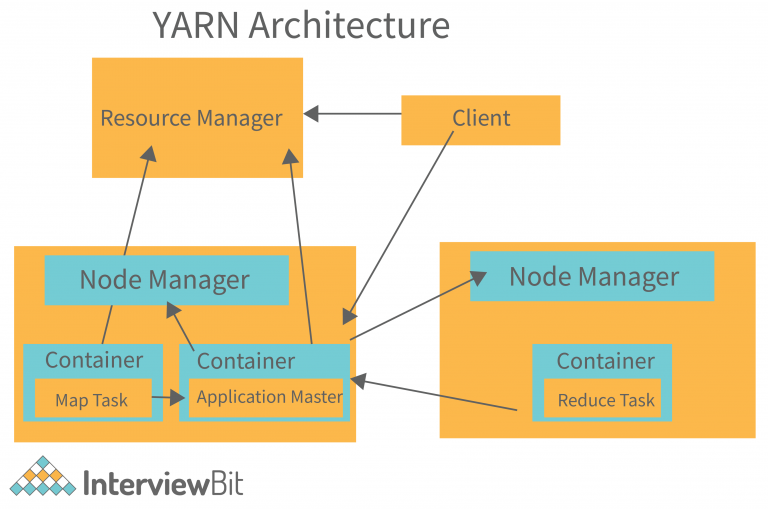 YARN Architecture
Resource Manager
Client
Node Manager
Node Manager
Container
Container
Container
Map Task
Application Master
Reduce Task
InterviewBit